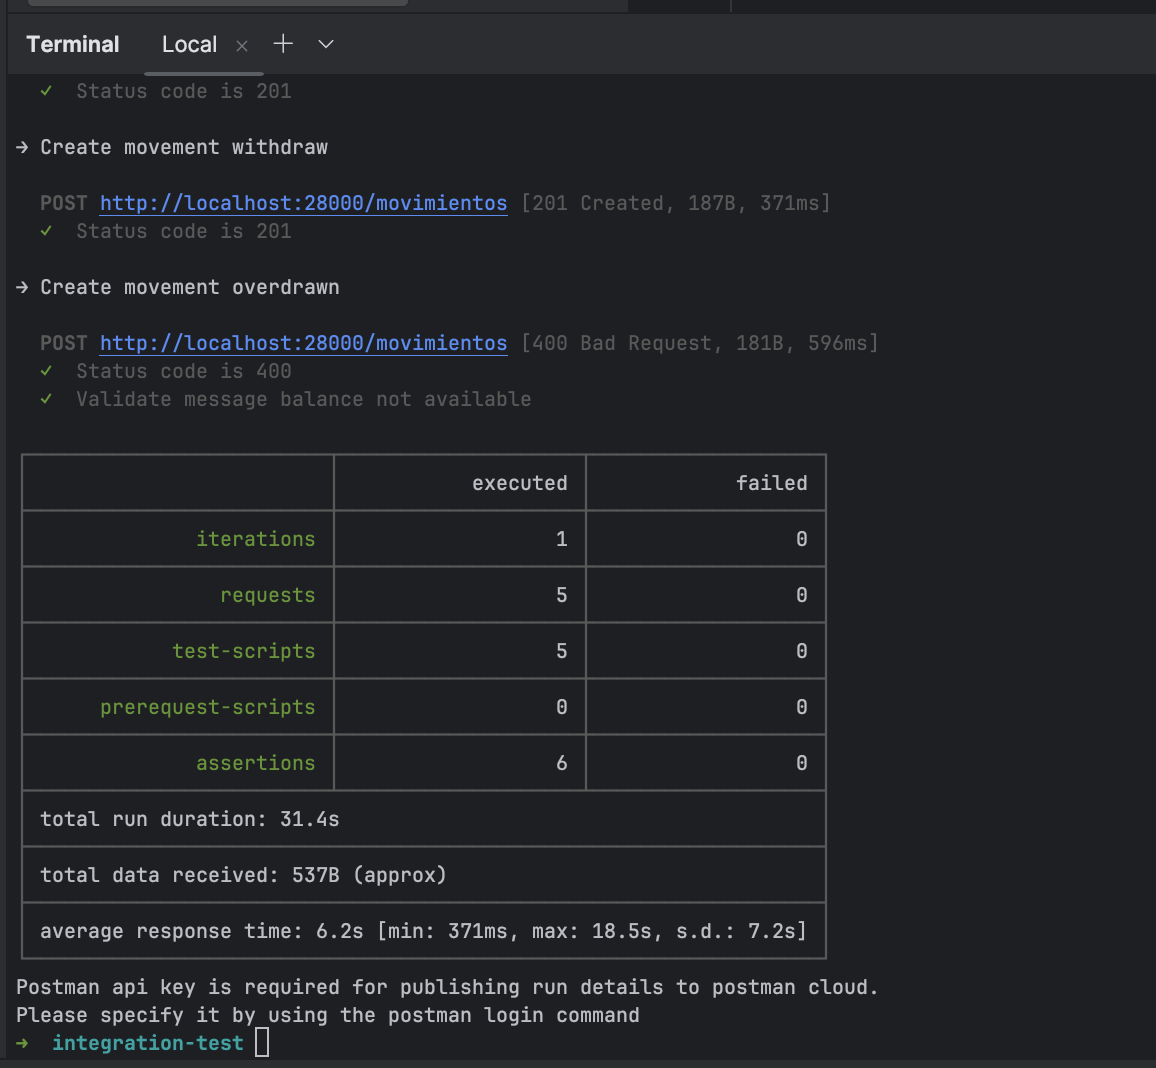 Terminal Local × + ⌄
✓ Status code is 201
→ Create movement withdraw
POST http://localhost:28000/movimientos [201 Created, 187B, 371ms]
✓ Status code is 201
→ Create movement overdrawn
POST http://localhost:28000/movimientos [400 Bad Request, 181B, 596ms]
✓ Status code is 400
✓ Validate message balance not available
executed failed
iterations 1 0
requests 5 0
test-scripts 5 0
prerequest-scripts 0 0
assertions 6 0
total run duration: 31.4s
total data received: 537B (approx)
average response time: 6.2s [min: 371ms, max: 18.5s, s.d.: 7.2s]
Postman api key is required for publishing run details to postman cloud.
Please specify it by using the postman login command
→ integration-test